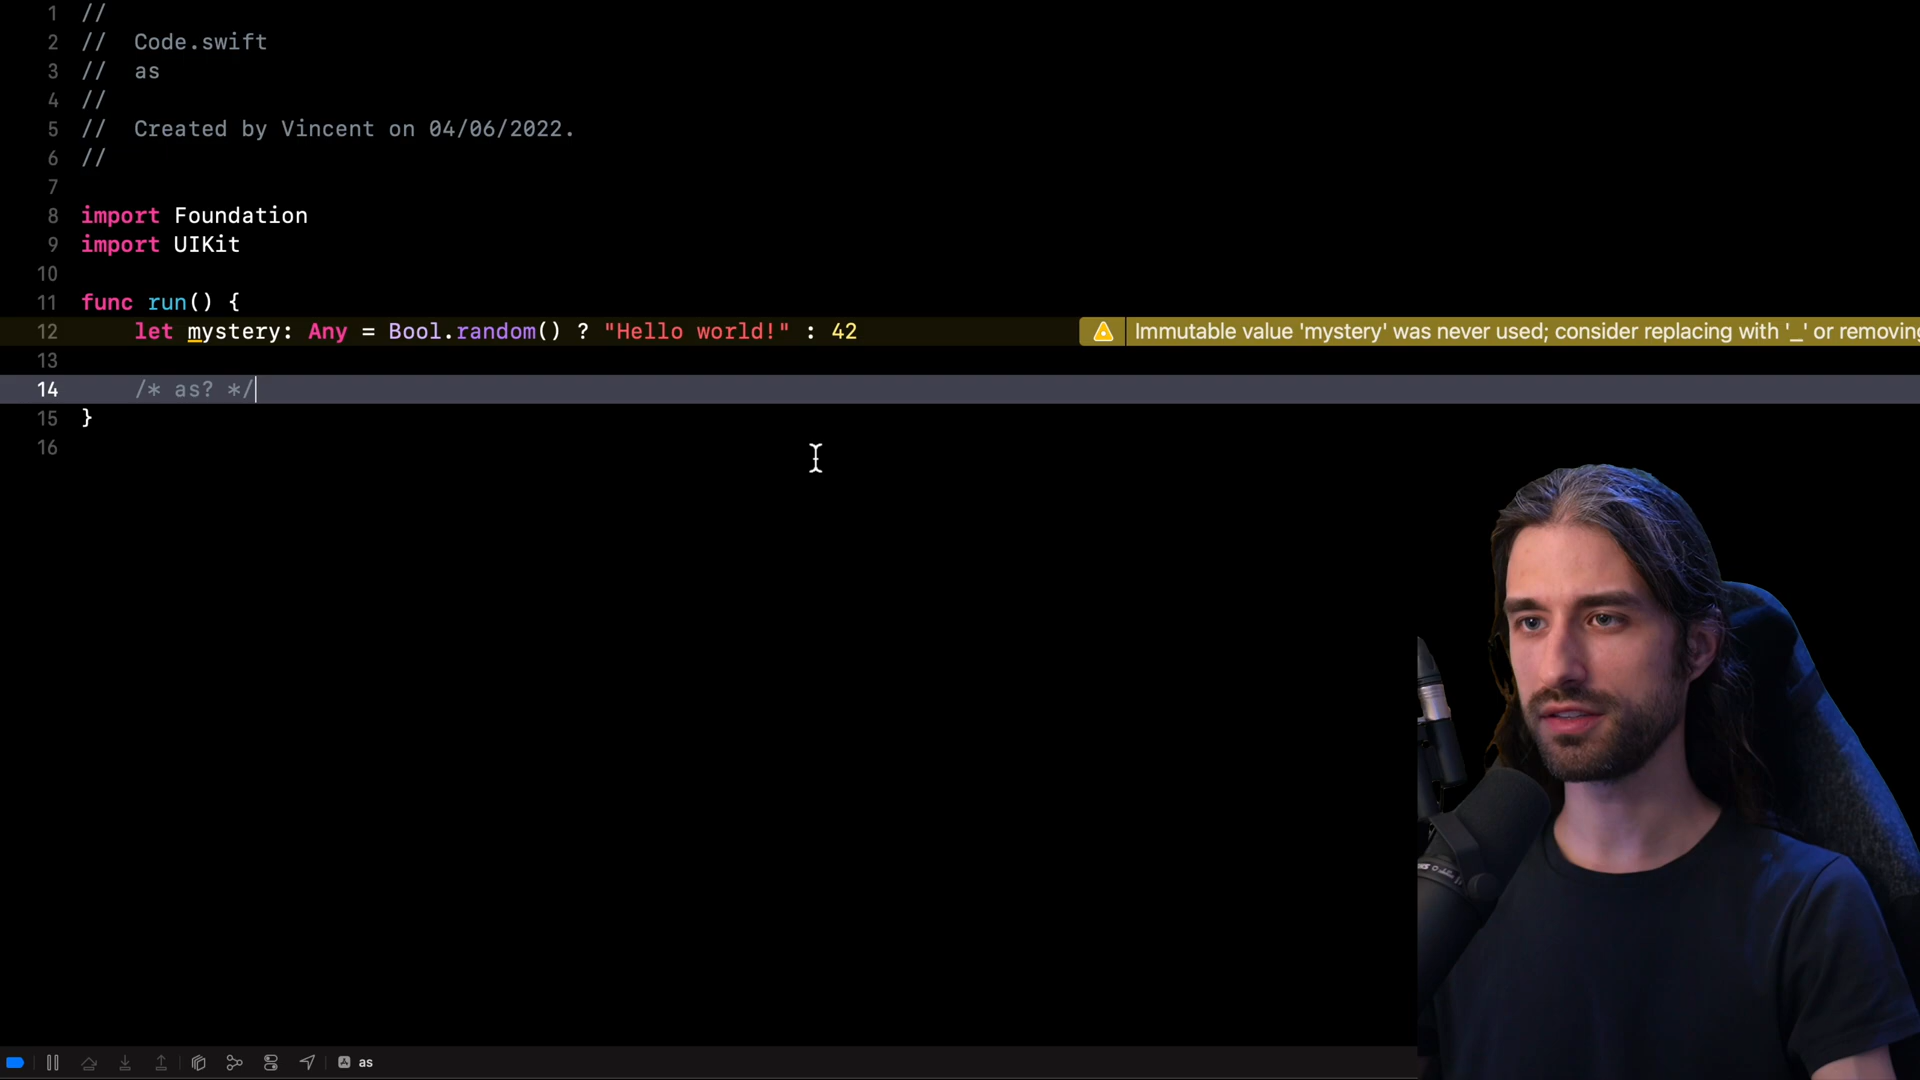 1 //
2 // Code.swift
3 // as
4 //
5 // Created by Vincent on 04/06/2022.
6 //
7
8 import Foundation
9 import UIKit
10
11 func run() {
12 let mystery: Any = Bool.random() ? "Hello world!" : 42 Immutable value 'mystery' was never used; consider replacing with '_' or removing
13
14 /* as? */
15 }
16
as